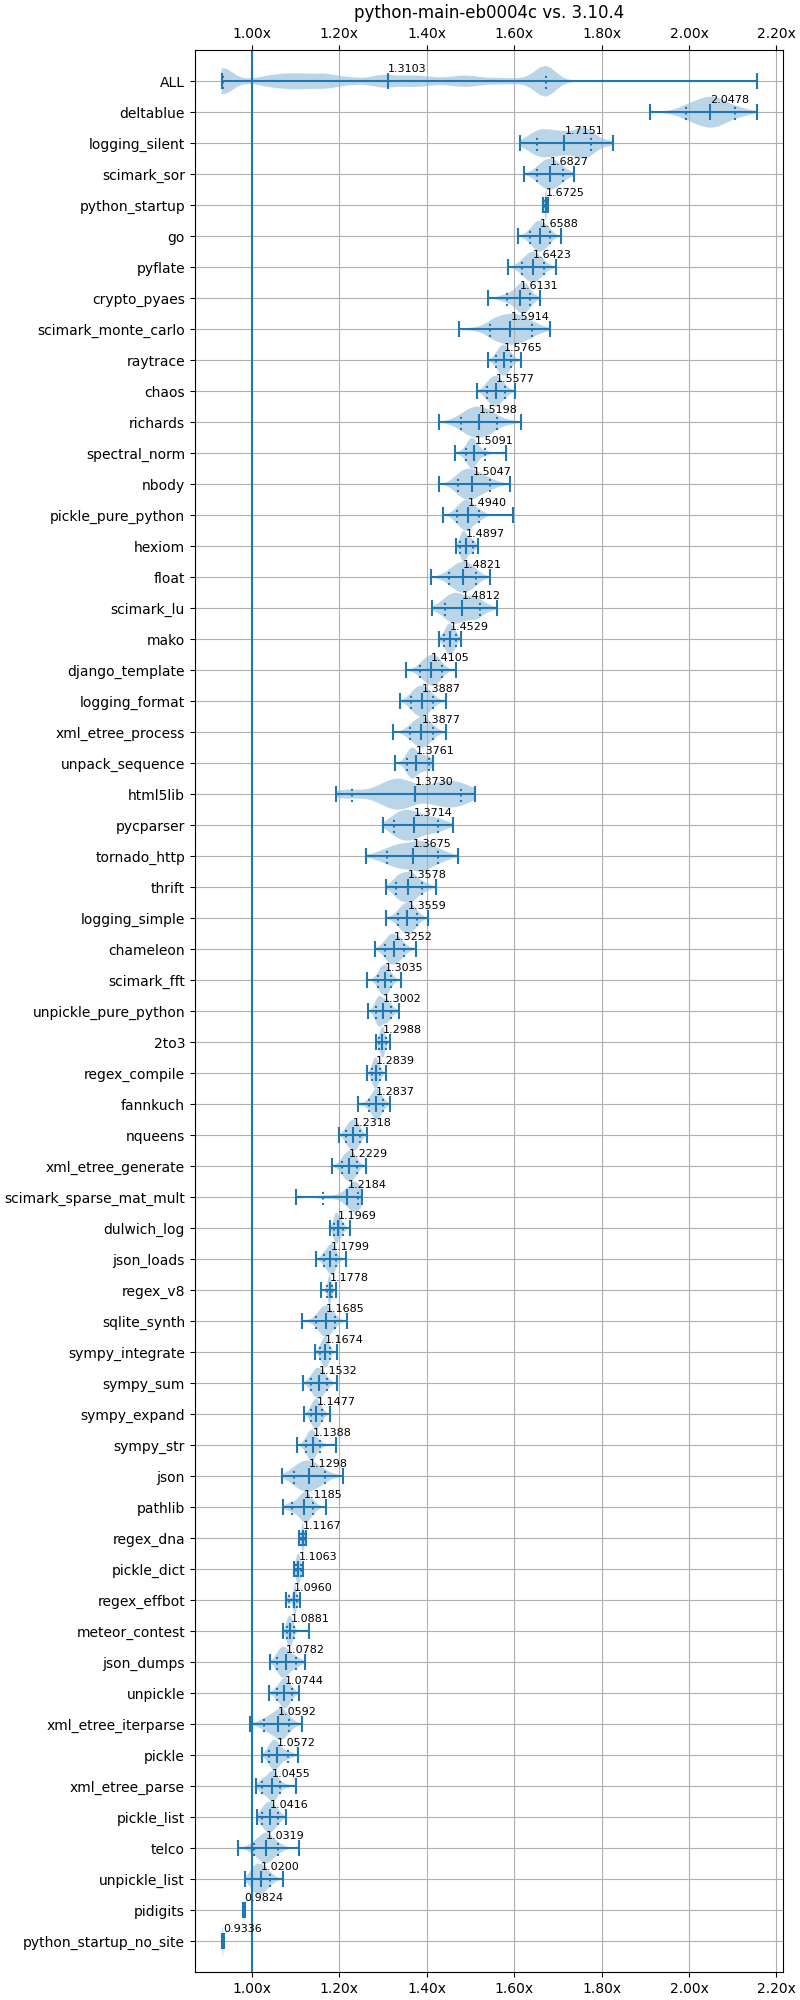 python-main-eb0004c vs. 3.10.4
1.00x 1.20x 1.40x 1.60x 1.80x 2.00x 2.20x
ALL 1.3103
deltablue 2.0478
logging_silent 1.7151
scimark_sor 1.6827
python_startup 1.6725
go 1.6588
pyflate 1.6423
crypto_pyaes 1.6131
scimark_monte_carlo 1.5914
raytrace 1.5765
chaos 1.5577
richards 1.5198
spectral_norm 1.5091
nbody 1.5047
pickle_pure_python 1.4940
hexiom 1.4897
float 1.4821
scimark_lu 1.4812
mako 1.4529
django_template 1.4105
logging_format 1.3887
xml_etree_process 1.3877
unpack_sequence 1.3761
html5lib 1.3730
pycparser 1.3714
tornado_http 1.3675
thrift 1.3578
logging_simple 1.3559
chameleon 1.3252
scimark_fft 1.3035
unpickle_pure_python 1.3002
2to3 1.2988
regex_compile 1.2839
fannkuch 1.2837
nqueens 1.2318
xml_etree_generate 1.2229
scimark_sparse_mat_mult 1.2184
dulwich_log 1.1969
json_loads 1.1799
regex_v8 1.1778
sqlite_synth 1.1685
sympy_integrate 1.1674
sympy_sum 1.1532
sympy_expand 1.1477
sympy_str 1.1388
json 1.1298
pathlib 1.1185
regex_dna 1.1167
pickle_dict 1.1063
regex_effbot 1.0960
meteor_contest 1.0881
json_dumps 1.0782
unpickle 1.0744
xml_etree_iterparse 1.0592
pickle 1.0572
xml_etree_parse 1.0455
pickle_list 1.0416
telco 1.0319
unpickle_list 1.0200
pidigits 0.9824
python_startup_no_site 0.9336
1.00x 1.20x 1.40x 1.60x 1.80x 2.00x 2.20x